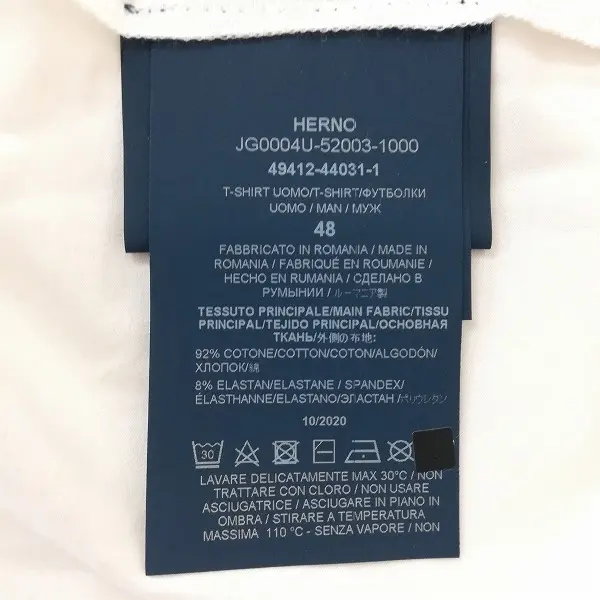 HERNO
JG0004U-52003-1000
49412-44031-1
T-SHIRT UOMO/T-SHIRT/ФУТБОЛКИ
UOMO / MAN / МУЖ
48
FABBRICATO IN ROMANIA / MADE IN
ROMANIA / FABRIQUÉ EN ROUMANIE /
HECHO EN RUMANIA / СДЕЛАНО В
РУМЫНИИ / ルーマニア製
TESSUTO PRINCIPALE/MAIN FABRIC/TISSU
PRINCIPAL/TEJIDO PRINCIPAL/ОСНОВНАЯ
ТКАНЬ/外側の布地:
92% COTONE/COTTON/COTON/ALGODÓN/
ХЛОПОК/綿
8% ELASTAN/ELASTANE / SPANDEX/
ÉLASTHANNE/ELASTANO/ЭЛАСТАН /ポリウレタン
10/2020
30
LAVARE DELICATAMENTE MAX 30°C / NON
TRATTARE CON CLORO / NON USARE
ASCIUGATRICE / ASCIUGARE IN PIANO IN
OMBRA / STIRARE A TEMPERATURA
MASSIMA 110 °C - SENZA VAPORE / NON